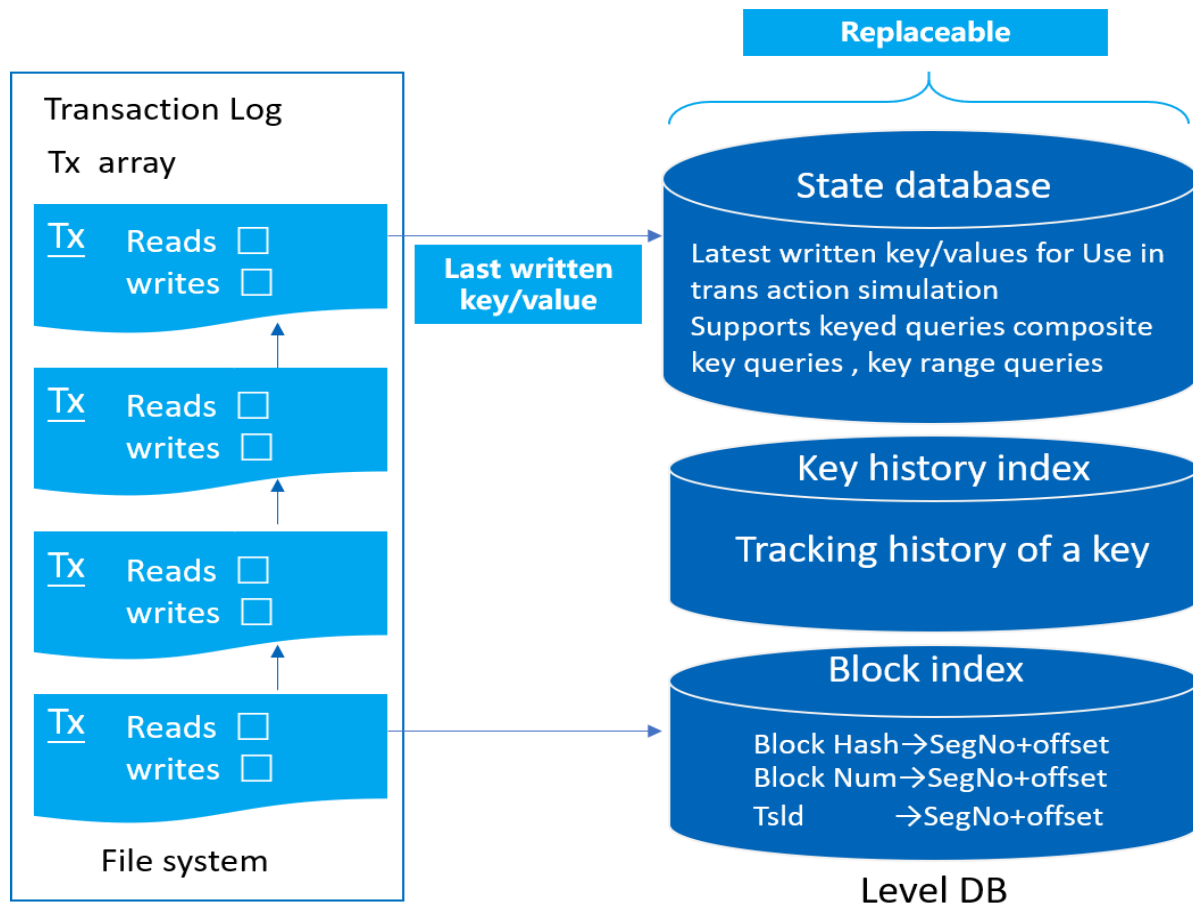 Replaceable
Transaction Log
Tx array
Tx Reads
writes
Tx Reads
writes
Tx Reads
writes
Tx Reads
writes
File system
Last written
key/value
State database
Latest written key/values for Use in
trans action simulation
Supports keyed queries composite
key queries , key range queries
Key history index
Tracking history of a key
Block index
Block Hash→SegNo+offset
Block Num→SegNo+offset
Tsld →SegNo+offset
Level DB